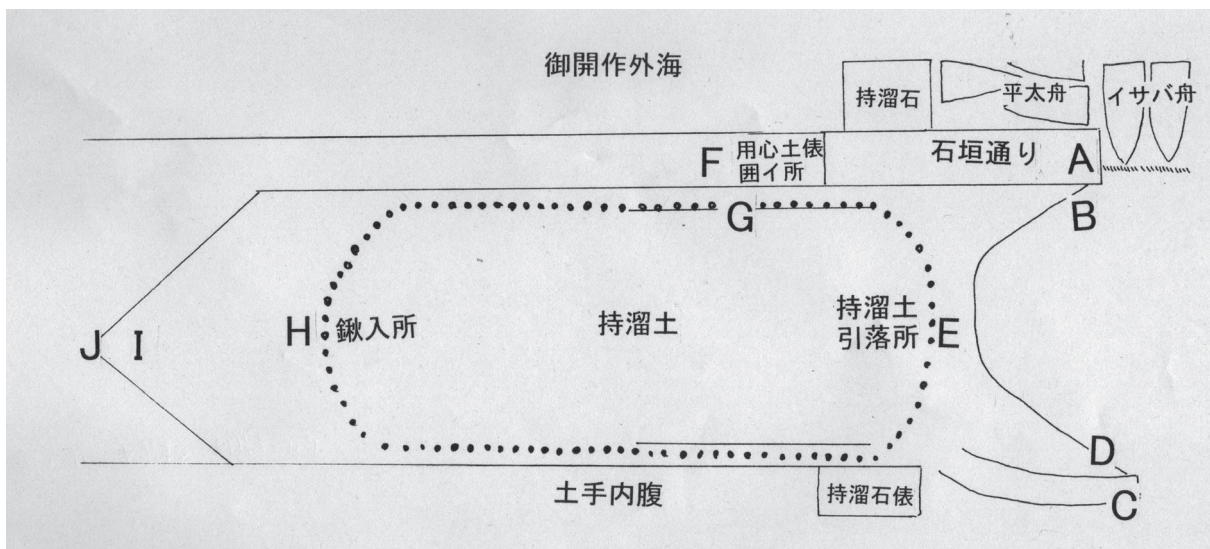 御開作外海
持溜石
平太舟
イサバ舟
F
用心土俵
囲イ所
石垣通り
A
B
G
J
I
H
鍬入所
持溜土
持溜土
引落所
E
D
土手内腹
持溜石俵
C